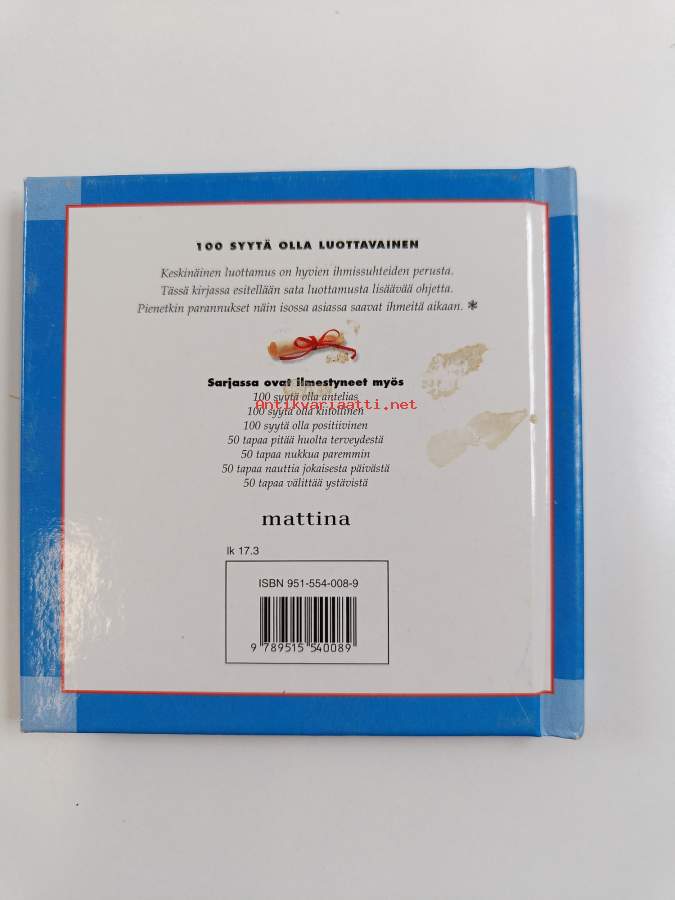 100 SYYTÄ OLLA LUOTTAVAINEN
Keskinäinen luottamus on hyvien ihmissuhteiden perusta.
Tässä kirjassa esitellään sata luottamusta lisäävää ohjetta.
Pienetkin parannukset näin isossa asiassa saavat ihmeitä aikaan. ✻
Sarjassa ovat ilmestyneet myös
100 syytä olla antelias
Antikvariaatti.net
100 syytä olla kiitollinen
100 syytä olla positiivinen
50 tapaa pitää huolta terveydestä
50 tapaa nukkua paremmin
50 tapaa nauttia jokaisesta päivästä
50 tapaa välittää ystävistä
mattina
lk 17.3
ISBN 951-554-008-9
9 789515 540089